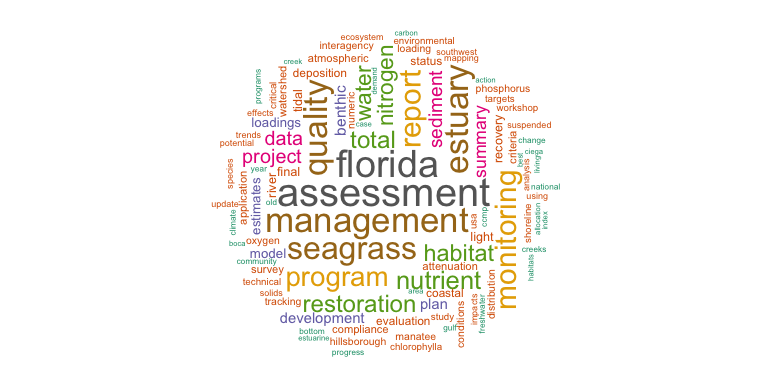 carbon
ecosystem
environmental
interagency
loading
southwest
creek
atmospheric
status
mapping
programs
critical
watershed
deposition
water
demand
nitrogen
report
sediment
estuary
action
phosphorus
targets
workshop
effects
tidal
quality
benthic
numeric
case
loadings
total
summary
recovery
suspended
criteria
change
trends
potential
data
project
year
final
florida
best
ciega
living
analysis
species
application
river
old
assessment
national
using
update
estimates
management
ccmp
usa
monitoring
shoreline
allocation
index
climate
boca
oxygen
model
seagrass
habitat
light
creeks
community
survey
attenuation
habitats
technical
program
nutrient
solids
tracking
restoration
area
coastal
plan
conditions
impacts
freshwater
distribution
development
evaluation
study
gulf
bottom
estuarine
compliance
manatee
hillsborough
chlorophylla
progress